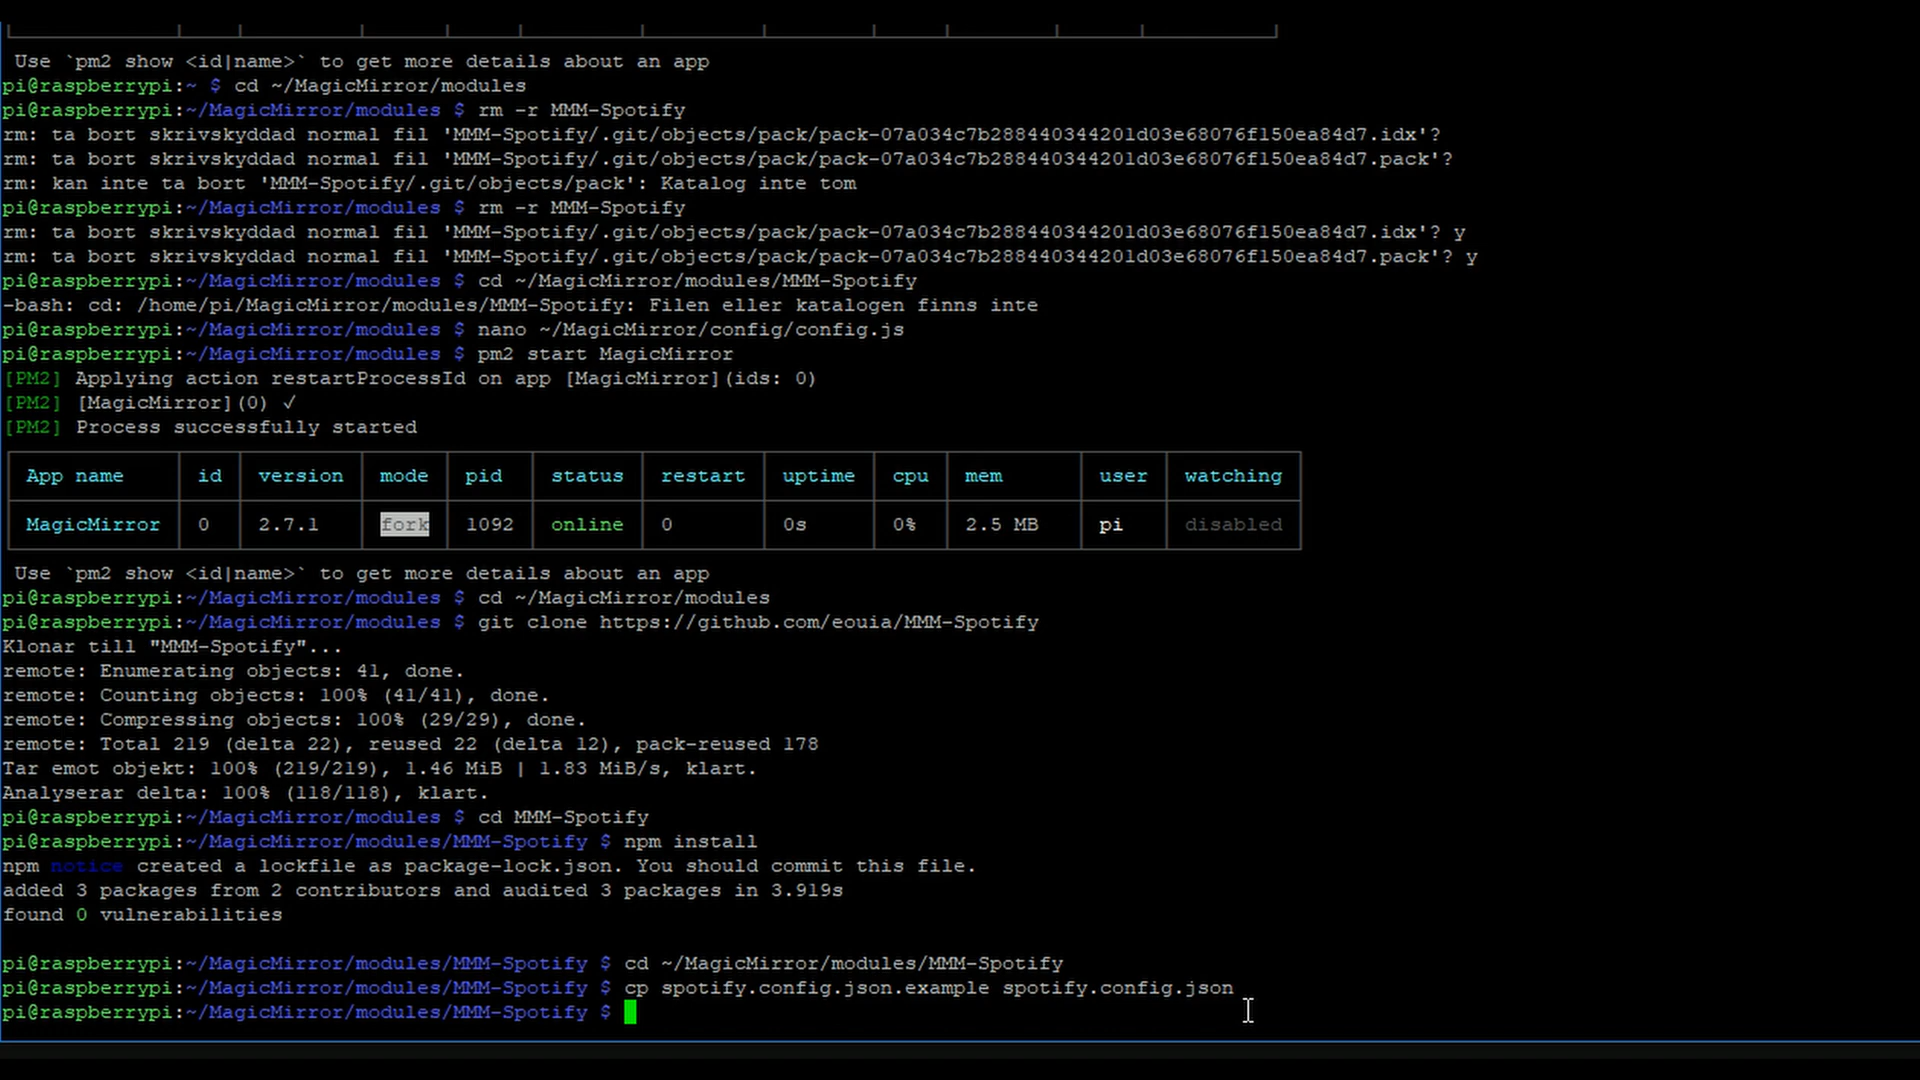 Use `pm2 show <id|name>` to get more details about an app
pi@raspberrypi:~ $ cd ~/MagicMirror/modules
pi@raspberrypi:~/MagicMirror/modules $ rm -r MMM-Spotify
rm: ta bort skrivskyddad normal fil 'MMM-Spotify/.git/objects/pack/pack-07a034c7b288440344201d03e68076f150ea84d7.idx'?
rm: ta bort skrivskyddad normal fil 'MMM-Spotify/.git/objects/pack/pack-07a034c7b288440344201d03e68076f150ea84d7.pack'?
rm: kan inte ta bort 'MMM-Spotify/.git/objects/pack': Katalog inte tom
pi@raspberrypi:~/MagicMirror/modules $ rm -r MMM-Spotify
rm: ta bort skrivskyddad normal fil 'MMM-Spotify/.git/objects/pack/pack-07a034c7b288440344201d03e68076f150ea84d7.idx'? y
rm: ta bort skrivskyddad normal fil 'MMM-Spotify/.git/objects/pack/pack-07a034c7b288440344201d03e68076f150ea84d7.pack'? y
pi@raspberrypi:~/MagicMirror/modules $ cd ~/MagicMirror/modules/MMM-Spotify
-bash: cd: /home/pi/MagicMirror/modules/MMM-Spotify: Filen eller katalogen finns inte
pi@raspberrypi:~/MagicMirror/modules $ nano ~/MagicMirror/config/config.js
pi@raspberrypi:~/MagicMirror/modules $ pm2 start MagicMirror
[PM2] Applying action restartProcessId on app [MagicMirror](ids: 0)
[PM2] [MagicMirror](0) ✓
[PM2] Process successfully started
App name id version mode pid status restart uptime cpu mem user watching
MagicMirror 0 2.7.1 fork 1092 online 0 0s 0% 2.5 MB pi disabled
Use `pm2 show <id|name>` to get more details about an app
pi@raspberrypi:~/MagicMirror/modules $ cd ~/MagicMirror/modules
pi@raspberrypi:~/MagicMirror/modules $ git clone https://github.com/eouia/MMM-Spotify
Klonar till "MMM-Spotify"...
remote: Enumerating objects: 41, done.
remote: Counting objects: 100% (41/41), done.
remote: Compressing objects: 100% (29/29), done.
remote: Total 219 (delta 22), reused 22 (delta 12), pack-reused 178
Tar emot objekt: 100% (219/219), 1.46 MiB | 1.83 MiB/s, klart.
Analyserar delta: 100% (118/118), klart.
pi@raspberrypi:~/MagicMirror/modules $ cd MMM-Spotify
pi@raspberrypi:~/MagicMirror/modules/MMM-Spotify $ npm install
npm notice created a lockfile as package-lock.json. You should commit this file.
added 3 packages from 2 contributors and audited 3 packages in 3.919s
found 0 vulnerabilities
pi@raspberrypi:~/MagicMirror/modules/MMM-Spotify $ cd ~/MagicMirror/modules/MMM-Spotify
pi@raspberrypi:~/MagicMirror/modules/MMM-Spotify $ cp spotify.config.json.example spotify.config.json
pi@raspberrypi:~/MagicMirror/modules/MMM-Spotify $